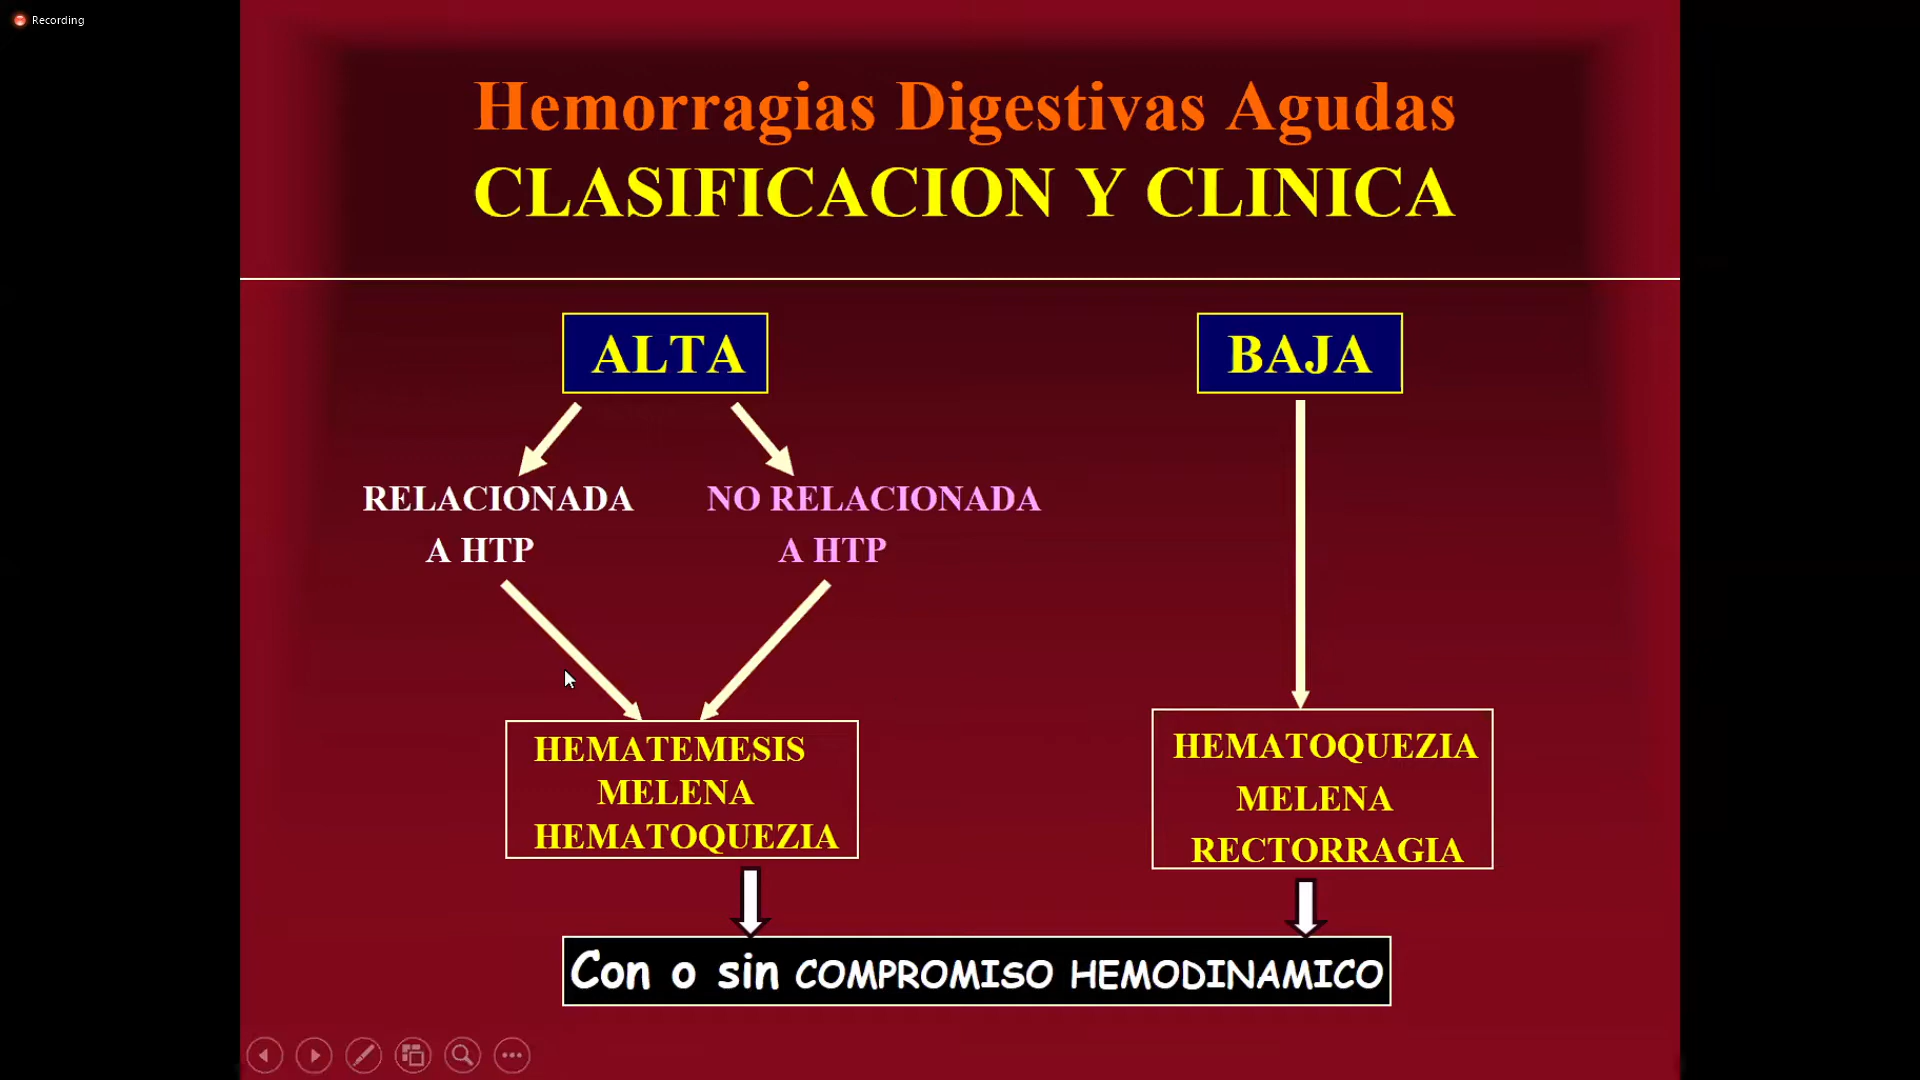 Recording
Hemorragias Digestivas Agudas
CLASIFICACION Y CLINICA
ALTA
BAJA
RELACIONADA
A HTP
NO RELACIONADA
A HTP
HEMATEMESIS
MELENA
HEMATOQUEZIA
HEMATOQUEZIA
MELENA
RECTORRAGIA
Con o sin COMPROMISO HEMODINAMICO